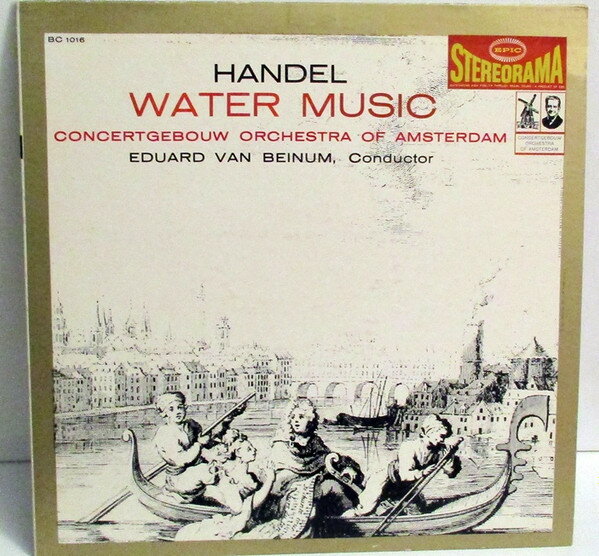 BC 1016
EPIC
STEREORAMA
HANDEL
WATER MUSIC
CONCERTGEBOUW ORCHESTRA OF AMSTERDAM
EDUARD VAN BEINUM, Conductor
CONCERTGEBOUW
ORCHESTRA
OF AMSTERDAM